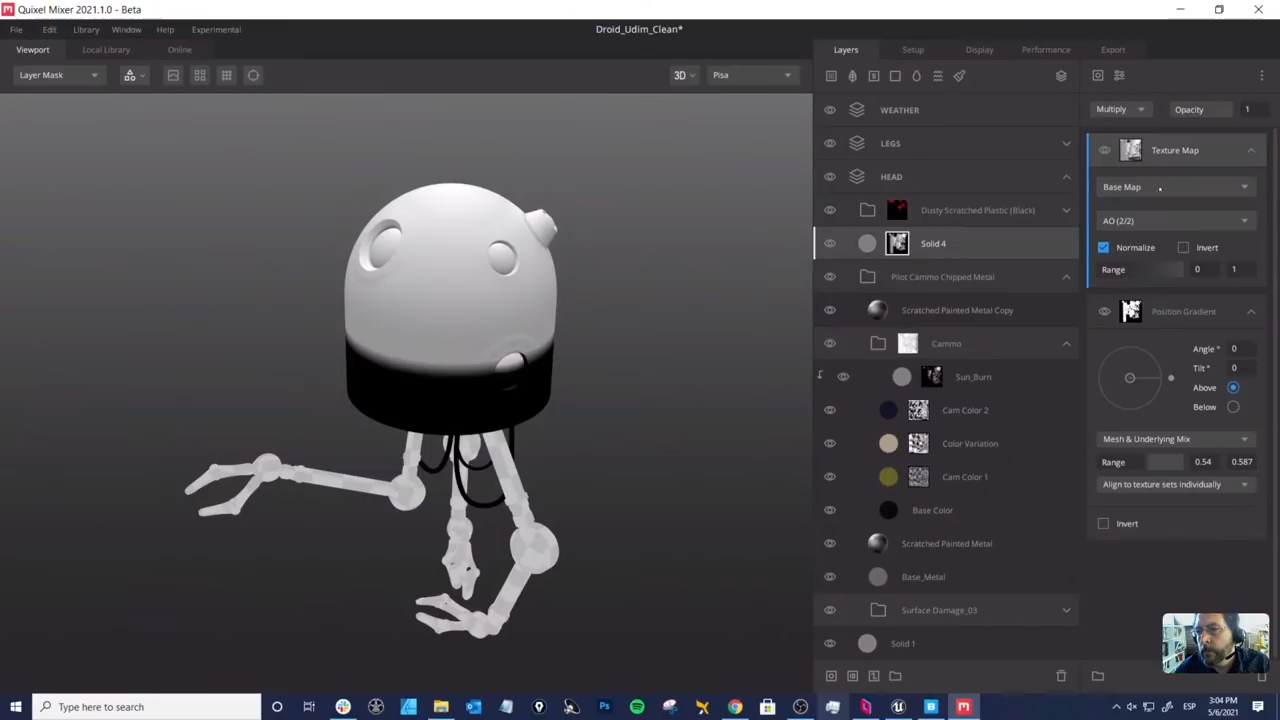 Quixel Mixer 2021.1.0 - Beta
File Edit Library Window Help Experimental
Droid_Udim_Clean*
Viewport Local Library Online
Layers Setup Display Performance Export
Layer Mask
3D
Pisa
WEATHER
LEGS
HEAD
Dusty Scratched Plastic (Black)
Solid 4
Pilot Cammo Chipped Metal
Scratched Painted Metal Copy
Cammo
Sun_Burn
Cam Color 2
Color Variation
Cam Color 1
Base Color
Scratched Painted Metal
Base_Metal
Surface Damage_03
Solid 1
Multiply Opacity 1
Texture Map
Base Map
AO (2/2)
Normalize Invert
Range 0 1
Position Gradient
Angle ° 0
Tilt ° 0
Above
Below
Mesh & Underlying Mix
Range 0.54 0.587
Align to texture sets individually
Invert
Type here to search
ESP
3:04 PM
5/6/2021